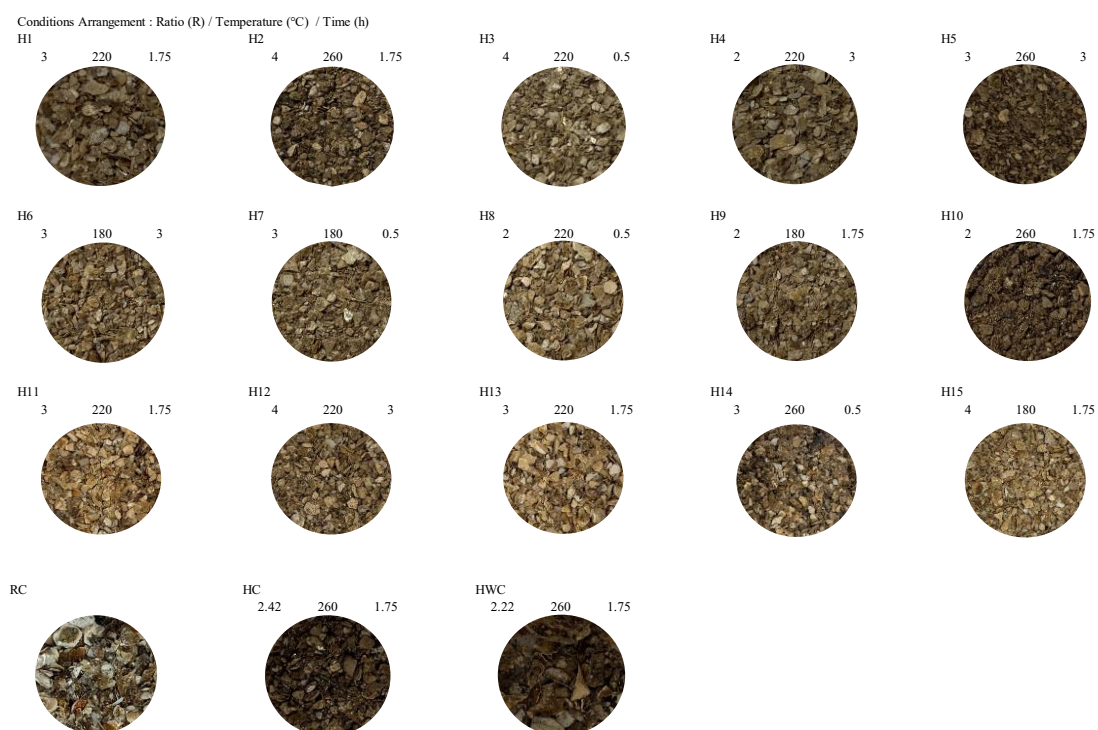 Conditions Arrangement : Ratio (R) / Temperature (°C) / Time (h)
H1 H2 H3 H4 H5
3 220 1.75 4 260 1.75 4 220 0.5 2 220 3 3 260 3
H6 H7 H8 H9 H10
3 180 3 3 180 0.5 2 220 0.5 2 180 1.75 2 260 1.75
H11 H12 H13 H14 H15
3 220 1.75 4 220 3 3 220 1.75 3 260 0.5 4 180 1.75
RC HC HWC
2.42 260 1.75 2.22 260 1.75